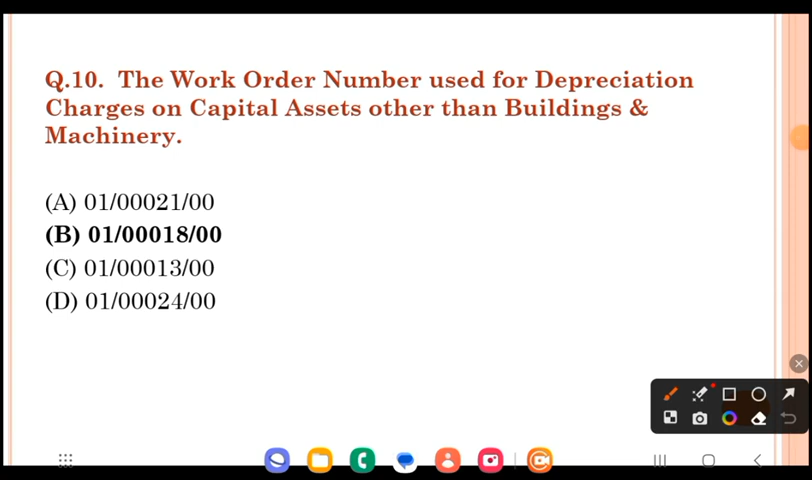 Q.10. The Work Order Number used for Depreciation
Charges on Capital Assets other than Buildings &
Machinery.
(A) 01/00021/00
(B) 01/00018/00
(C) 01/00013/00
(D) 01/00024/00